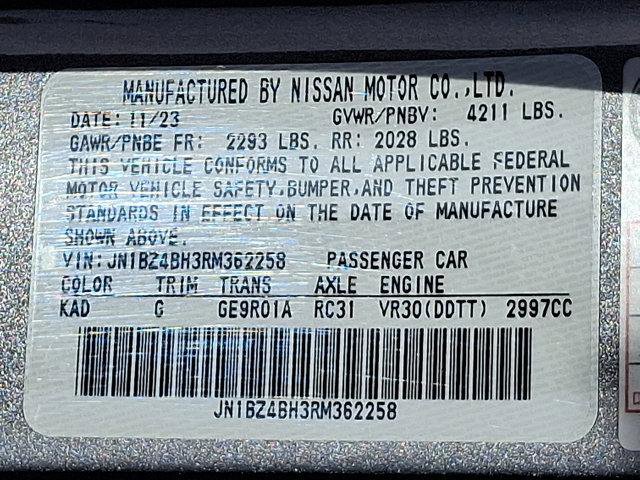 MANUFACTURED BY NISSAN MOTOR CO.,LTD.
DATE: 11/23 GVWR/PNBV: 4211 LBS.
GAWR/PNBE FR: 2293 LBS. RR: 2028 LBS.
THIS VEHICLE CONFORMS TO ALL APPLICABLE FEDERAL
MOTOR VEHICLE SAFETY,BUMPER,AND THEFT PREVENTION
STANDARDS IN EFFECT ON THE DATE OF MANUFACTURE
SHOWN ABOVE.
VIN:JN1BZ4BH3RM362258 PASSENGER CAR
COLOR TRIM TRANS AXLE ENGINE
KAD G GE9R01A RC31 VR30(DDTT) 2997CC
JN1BZ4BH3RM362258